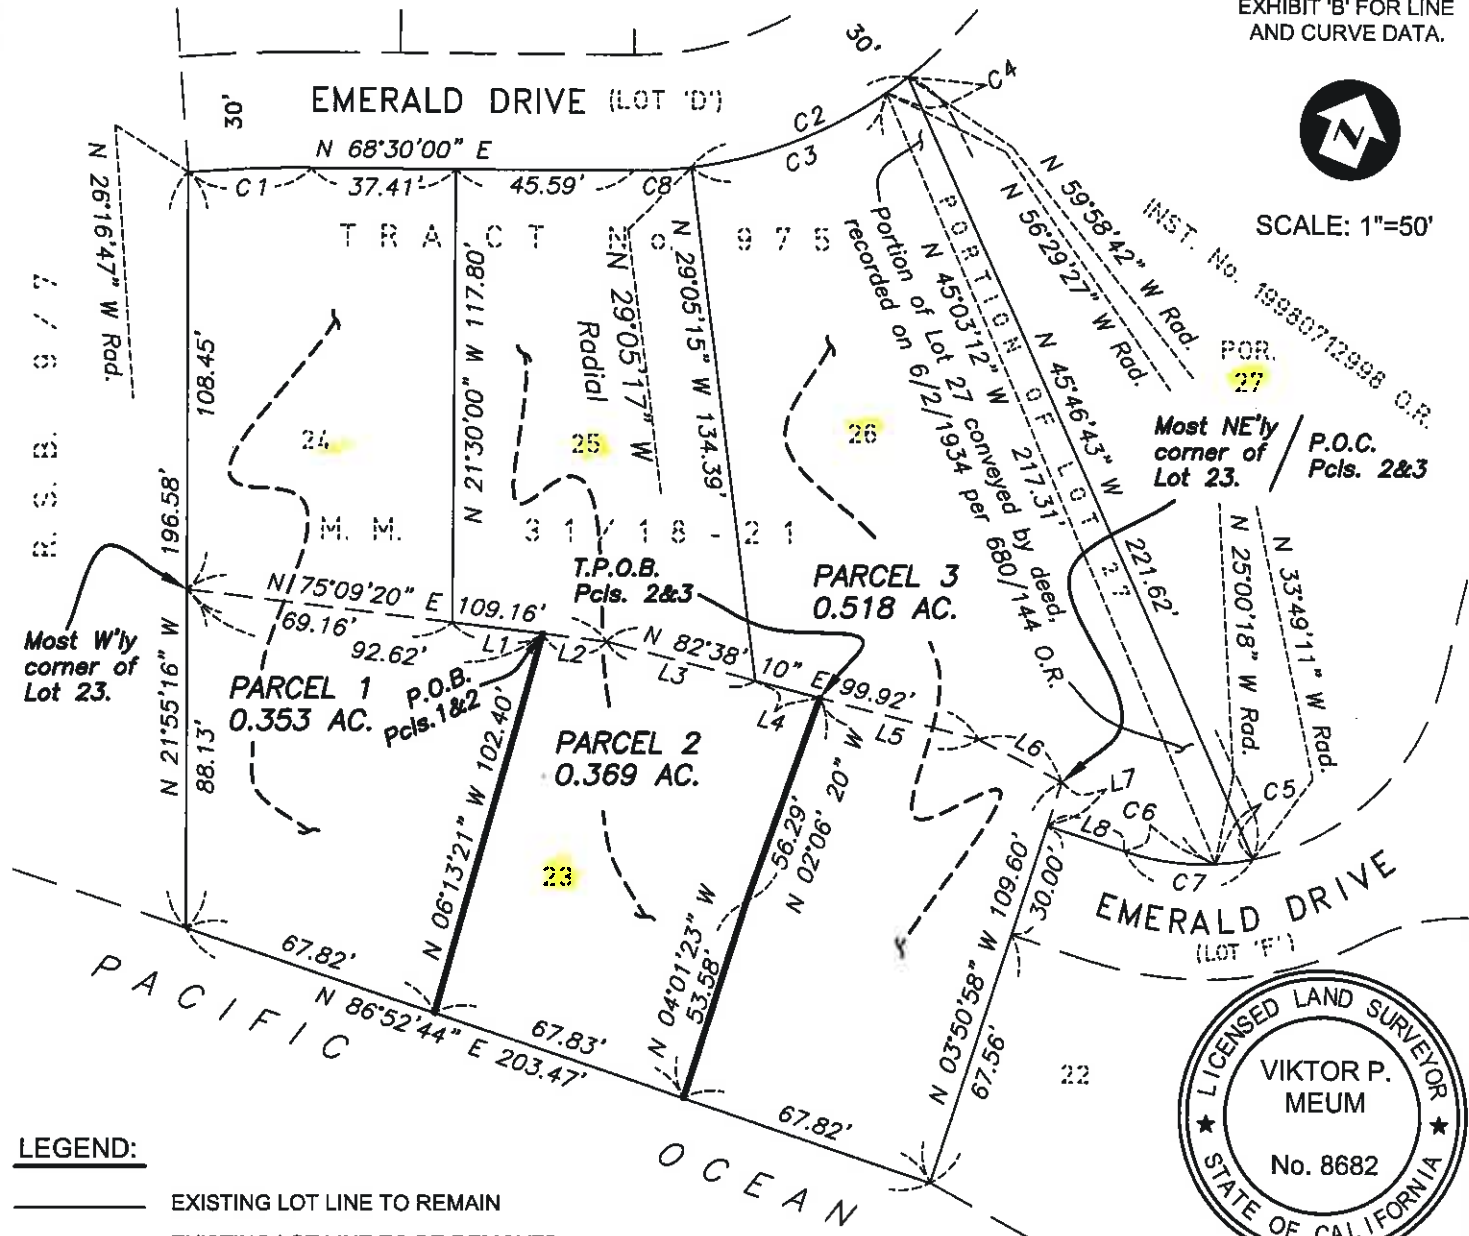 EXHIBIT 'B' FOR LINE
AND CURVE DATA.
N
SCALE: 1"=50'
30'
30'
EMERALD DRIVE (LOT 'D')
N 68°30'00" E
C1
37.41'
45.59'
C8
C2
C3
C4
TRACT No. 975
R.S.B. 9/7
N 26°16'47" W Rad.
108.45'
196.58'
N 21°55'16" W
88.13'
N 21°30'00" W 117.80'
N 29°05'17" W
Radial
N 29°05'15" W 134.39'
Portion of Lot 27 conveyed by deed,
recorded on 6/2/1934 per 680/144 O.R.
PORTION OF LOT 27
N 45°03'12" W 217.31'
N 45°46'43" W 221.62'
N 56°29'27" W Rad.
N 59°58'42" W Rad.
INST. No. 19980712998 O.R.
POR.
27
24
25
26
M.M. 31/18-21
Most NE'ly
corner of
Lot 23.
P.O.C.
Pcls. 2&3
N 25°00'18" W Rad.
N 33°49'11" W Rad.
T.P.O.B.
Pcls. 2&3
PARCEL 3
0.518 AC.
N 75°09'20" E 109.16'
69.16'
92.62'
L1
L2
N 82°38'10" E 99.92'
L3
L4
L5
L6
L7
L8
C6
C5
C7
Most W'ly
corner of
Lot 23.
PARCEL 1
0.353 AC.
P.O.B.
Pcls.1&2
PARCEL 2
0.369 AC.
N 06°13'21" W 102.40'
56.29'
N 02°06'20" W
N 04°01'23" W
53.58'
23
109.60'
30.00'
N 03°50'58" W
67.56'
EMERALD DRIVE
(LOT 'F')
22
67.82'
N 86°52'44" E 203.47'
67.83'
67.82'
PACIFIC
OCEAN
LICENSED LAND SURVEYOR
VIKTOR P.
MEUM
No. 8682
STATE OF CALIFORNIA
LEGEND:
EXISTING LOT LINE TO REMAIN
EXISTING LOT LINE TO BE REMOVED